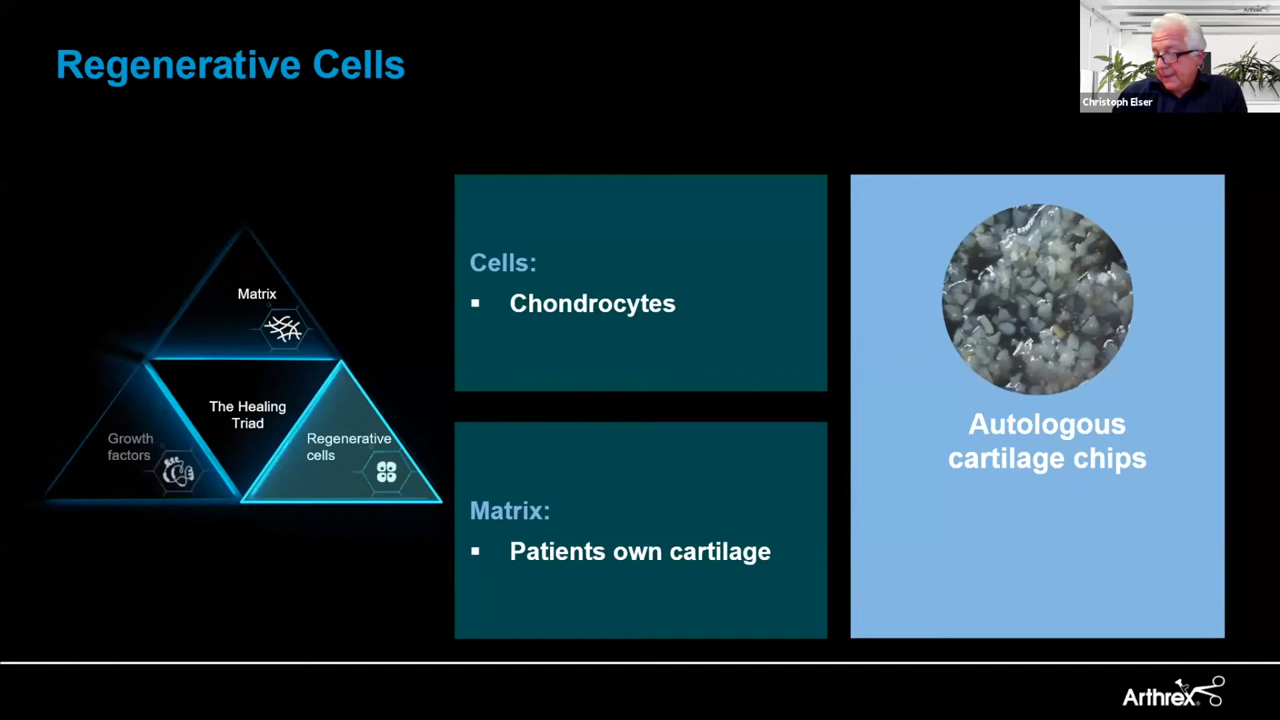 Regenerative Cells
Arthrex
Christoph Elser
Matrix
The Healing
Triad
Growth
factors
Regenerative
cells
Cells:
▪ Chondrocytes
Matrix:
▪ Patients own cartilage
Autologous
cartilage chips
Arthrex®